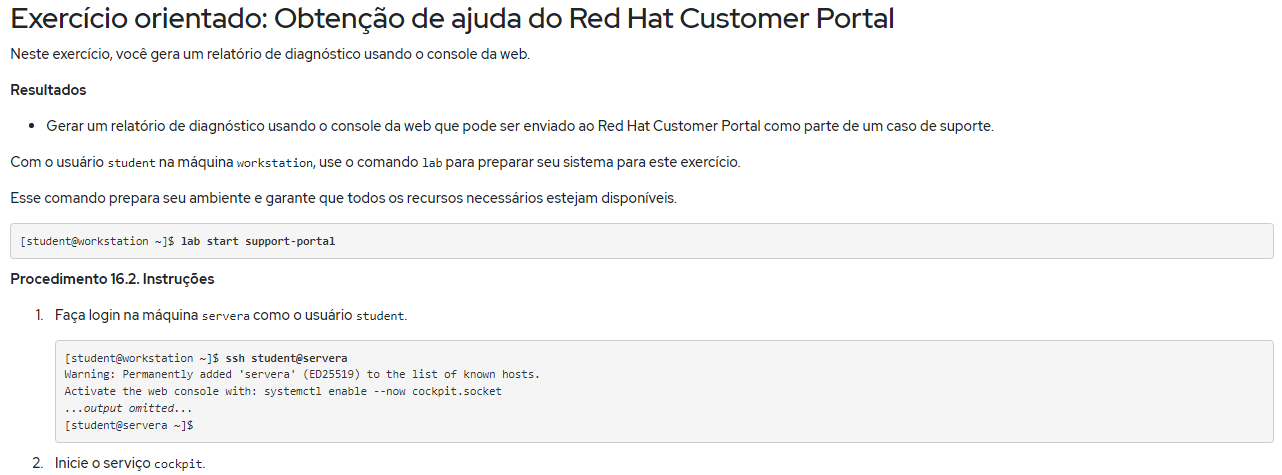 Exercício orientado: Obtenção de ajuda do Red Hat Customer Portal
Neste exercício, você gera um relatório de diagnóstico usando o console da web.
Resultados
• Gerar um relatório de diagnóstico usando o console da web que pode ser enviado ao Red Hat Customer Portal como parte de um caso de suporte.
Com o usuário student na máquina workstation, use o comando lab para preparar seu sistema para este exercício.
Esse comando prepara seu ambiente e garante que todos os recursos necessários estejam disponíveis.
[student@workstation ~]$ lab start support-portal
Procedimento 16.2. Instruções
1. Faça login na máquina servera como o usuário student.
[student@workstation ~]$ ssh student@servera
Warning: Permanently added 'servera' (ED25519) to the list of known hosts.
Activate the web console with: systemctl enable --now cockpit.socket
...output omitted...
[student@servera ~]$
2. Inicie o serviço cockpit.